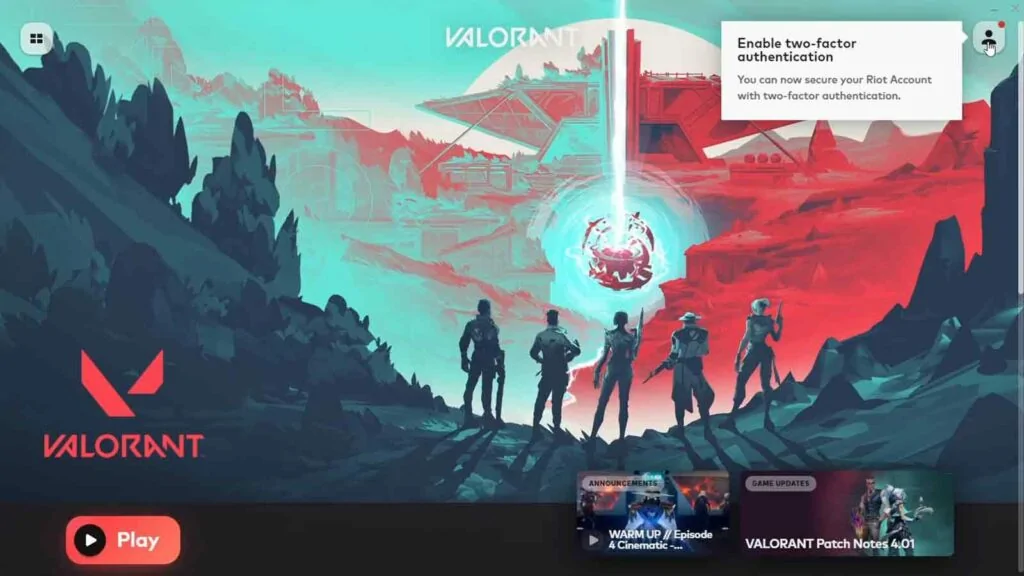 VALORANT
Enable two-factor
authentication
You can now secure your Riot Account
with two-factor authentication.
VALORANT
Play
ANNOUNCEMENTS
WARM UP // Episode
4 Cinematic -...
GAME UPDATES
VALORANT Patch Notes 4.01